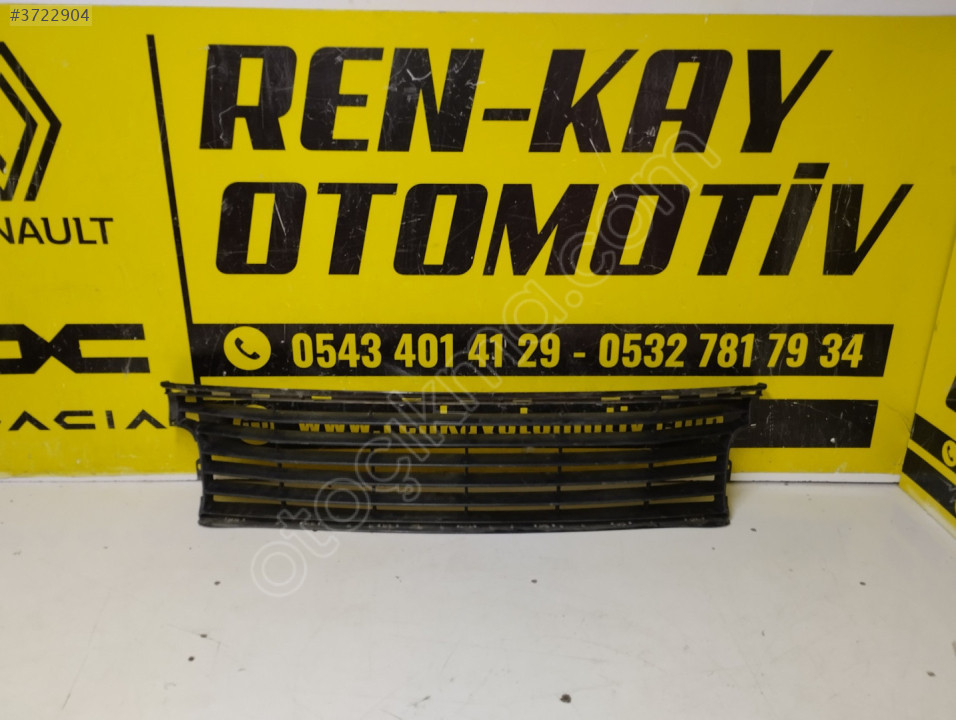 #3722904
REN-KAY
OTOMOTİV
NAULT
0543 401 41 29 - 0532 781 79 34
ACIA
otoçıkma.com